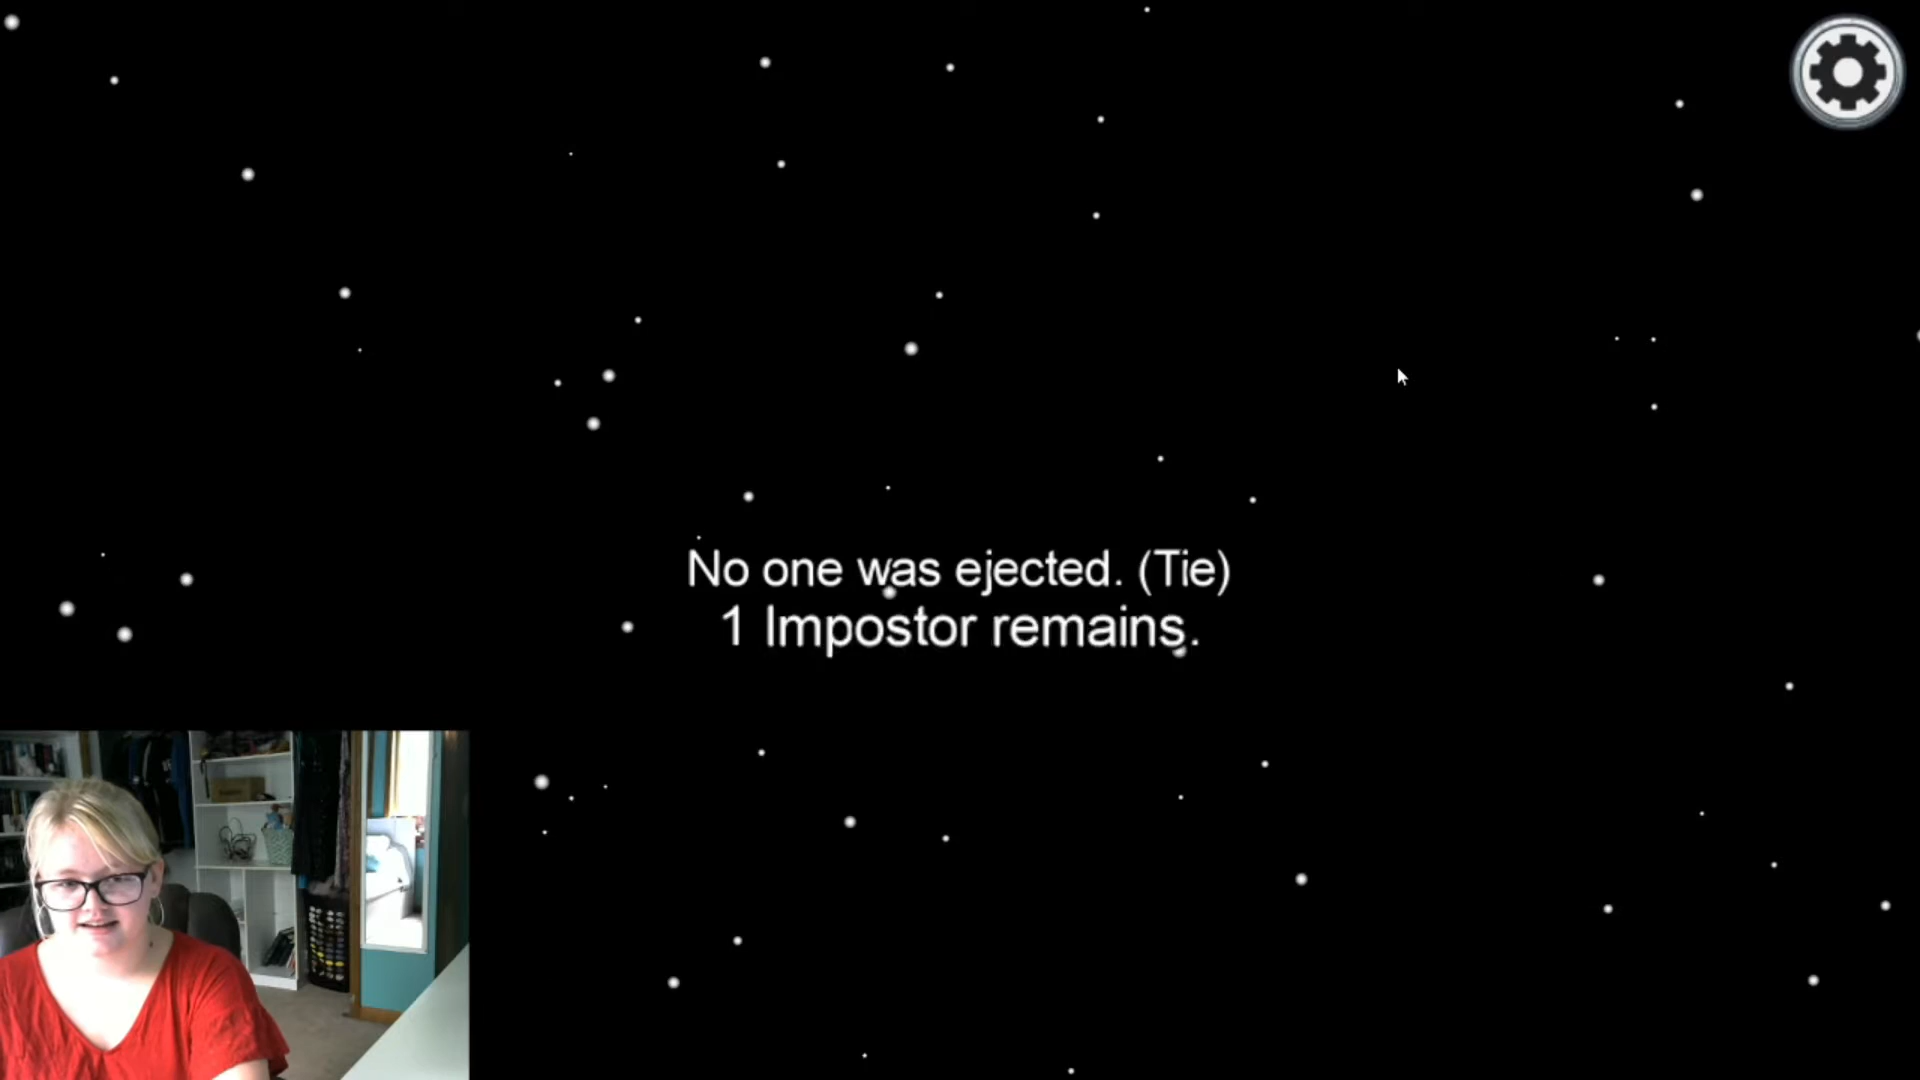 No one was ejected. (Tie)
1 Impostor remains.